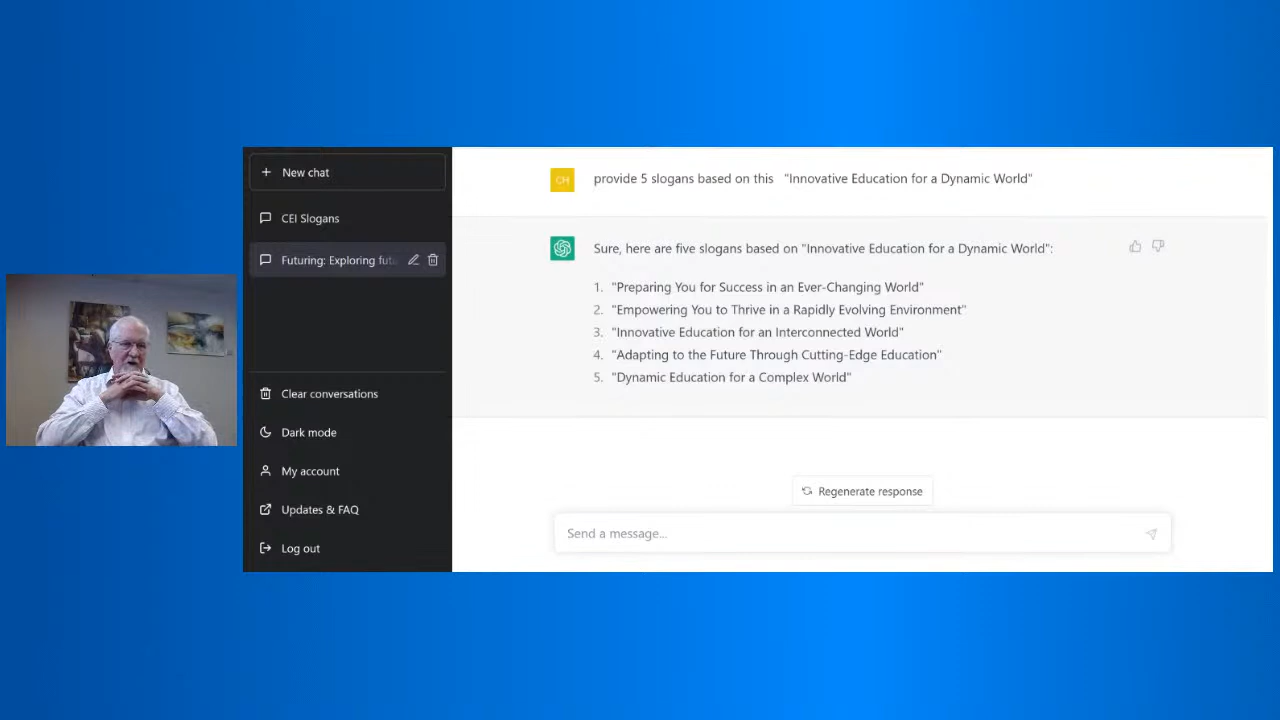 New chat
CEI Slogans
Futuring: Exploring futu
Clear conversations
Dark mode
My account
Updates & FAQ
Log out
CH
provide 5 slogans based on this "Innovative Education for a Dynamic World"
Sure, here are five slogans based on "Innovative Education for a Dynamic World":
1. "Preparing You for Success in an Ever-Changing World"
2. "Empowering You to Thrive in a Rapidly Evolving Environment"
3. "Innovative Education for an Interconnected World"
4. "Adapting to the Future Through Cutting-Edge Education"
5. "Dynamic Education for a Complex World"
Regenerate response
Send a message...